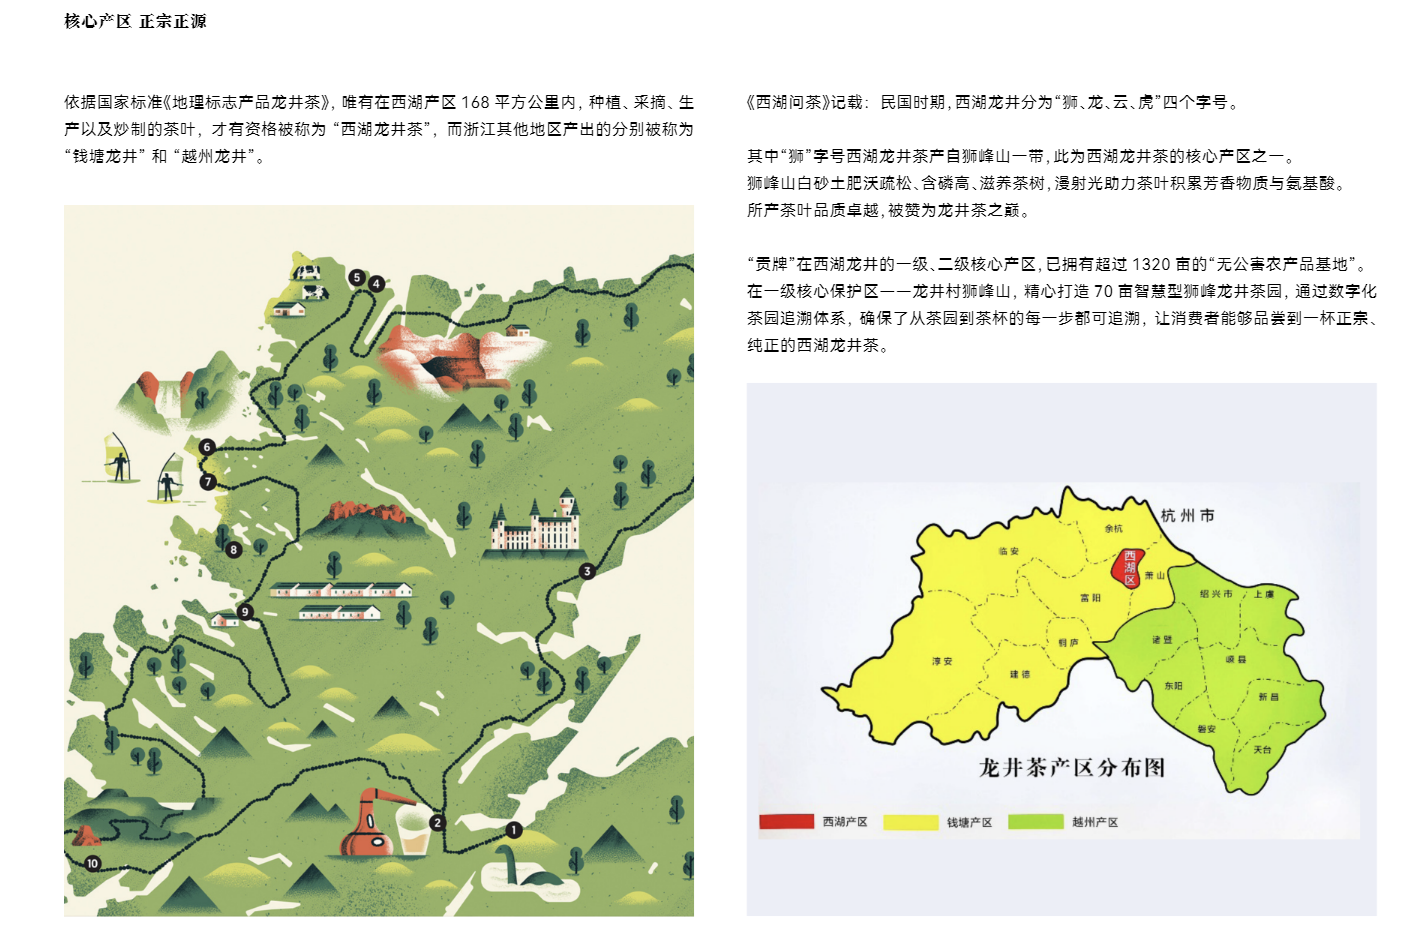 核心产区 正宗正源
依据国家标准《地理标志产品龙井茶》，唯有在西湖产区 168 平方公里内，种植、采摘、生
产以及炒制的茶叶，才有资格被称为 “西湖龙井茶”，而浙江其他地区产出的分别被称为
“钱塘龙井” 和 “越州龙井”。
5
4
6
7
8
3
9
2
1
10
《西湖问茶》记载：民国时期，西湖龙井分为“狮、龙、云、虎”四个字号。
其中“狮”字号西湖龙井茶产自狮峰山一带，此为西湖龙井茶的核心产区之一。
狮峰山白砂土肥沃疏松、含磷高、滋养茶树，漫射光助力茶叶积累芳香物质与氨基酸。
所产茶叶品质卓越，被赞为龙井茶之巅。
“贡牌”在西湖龙井的一级、二级核心产区，已拥有超过 1320 亩的“无公害农产品基地”。
在一级核心保护区——龙井村狮峰山，精心打造 70 亩智慧型狮峰龙井茶园，通过数字化
茶园追溯体系，确保了从茶园到茶杯的每一步都可追溯，让消费者能够品尝到一杯正宗、
纯正的西湖龙井茶。
杭州市
余杭
临安
西湖区
萧山
富阳
绍兴市
上虞
桐庐
诸暨
淳安
建德
嵊县
东阳
新昌
磐安
天台
龙井茶产区分布图
西湖产区
钱塘产区
越州产区